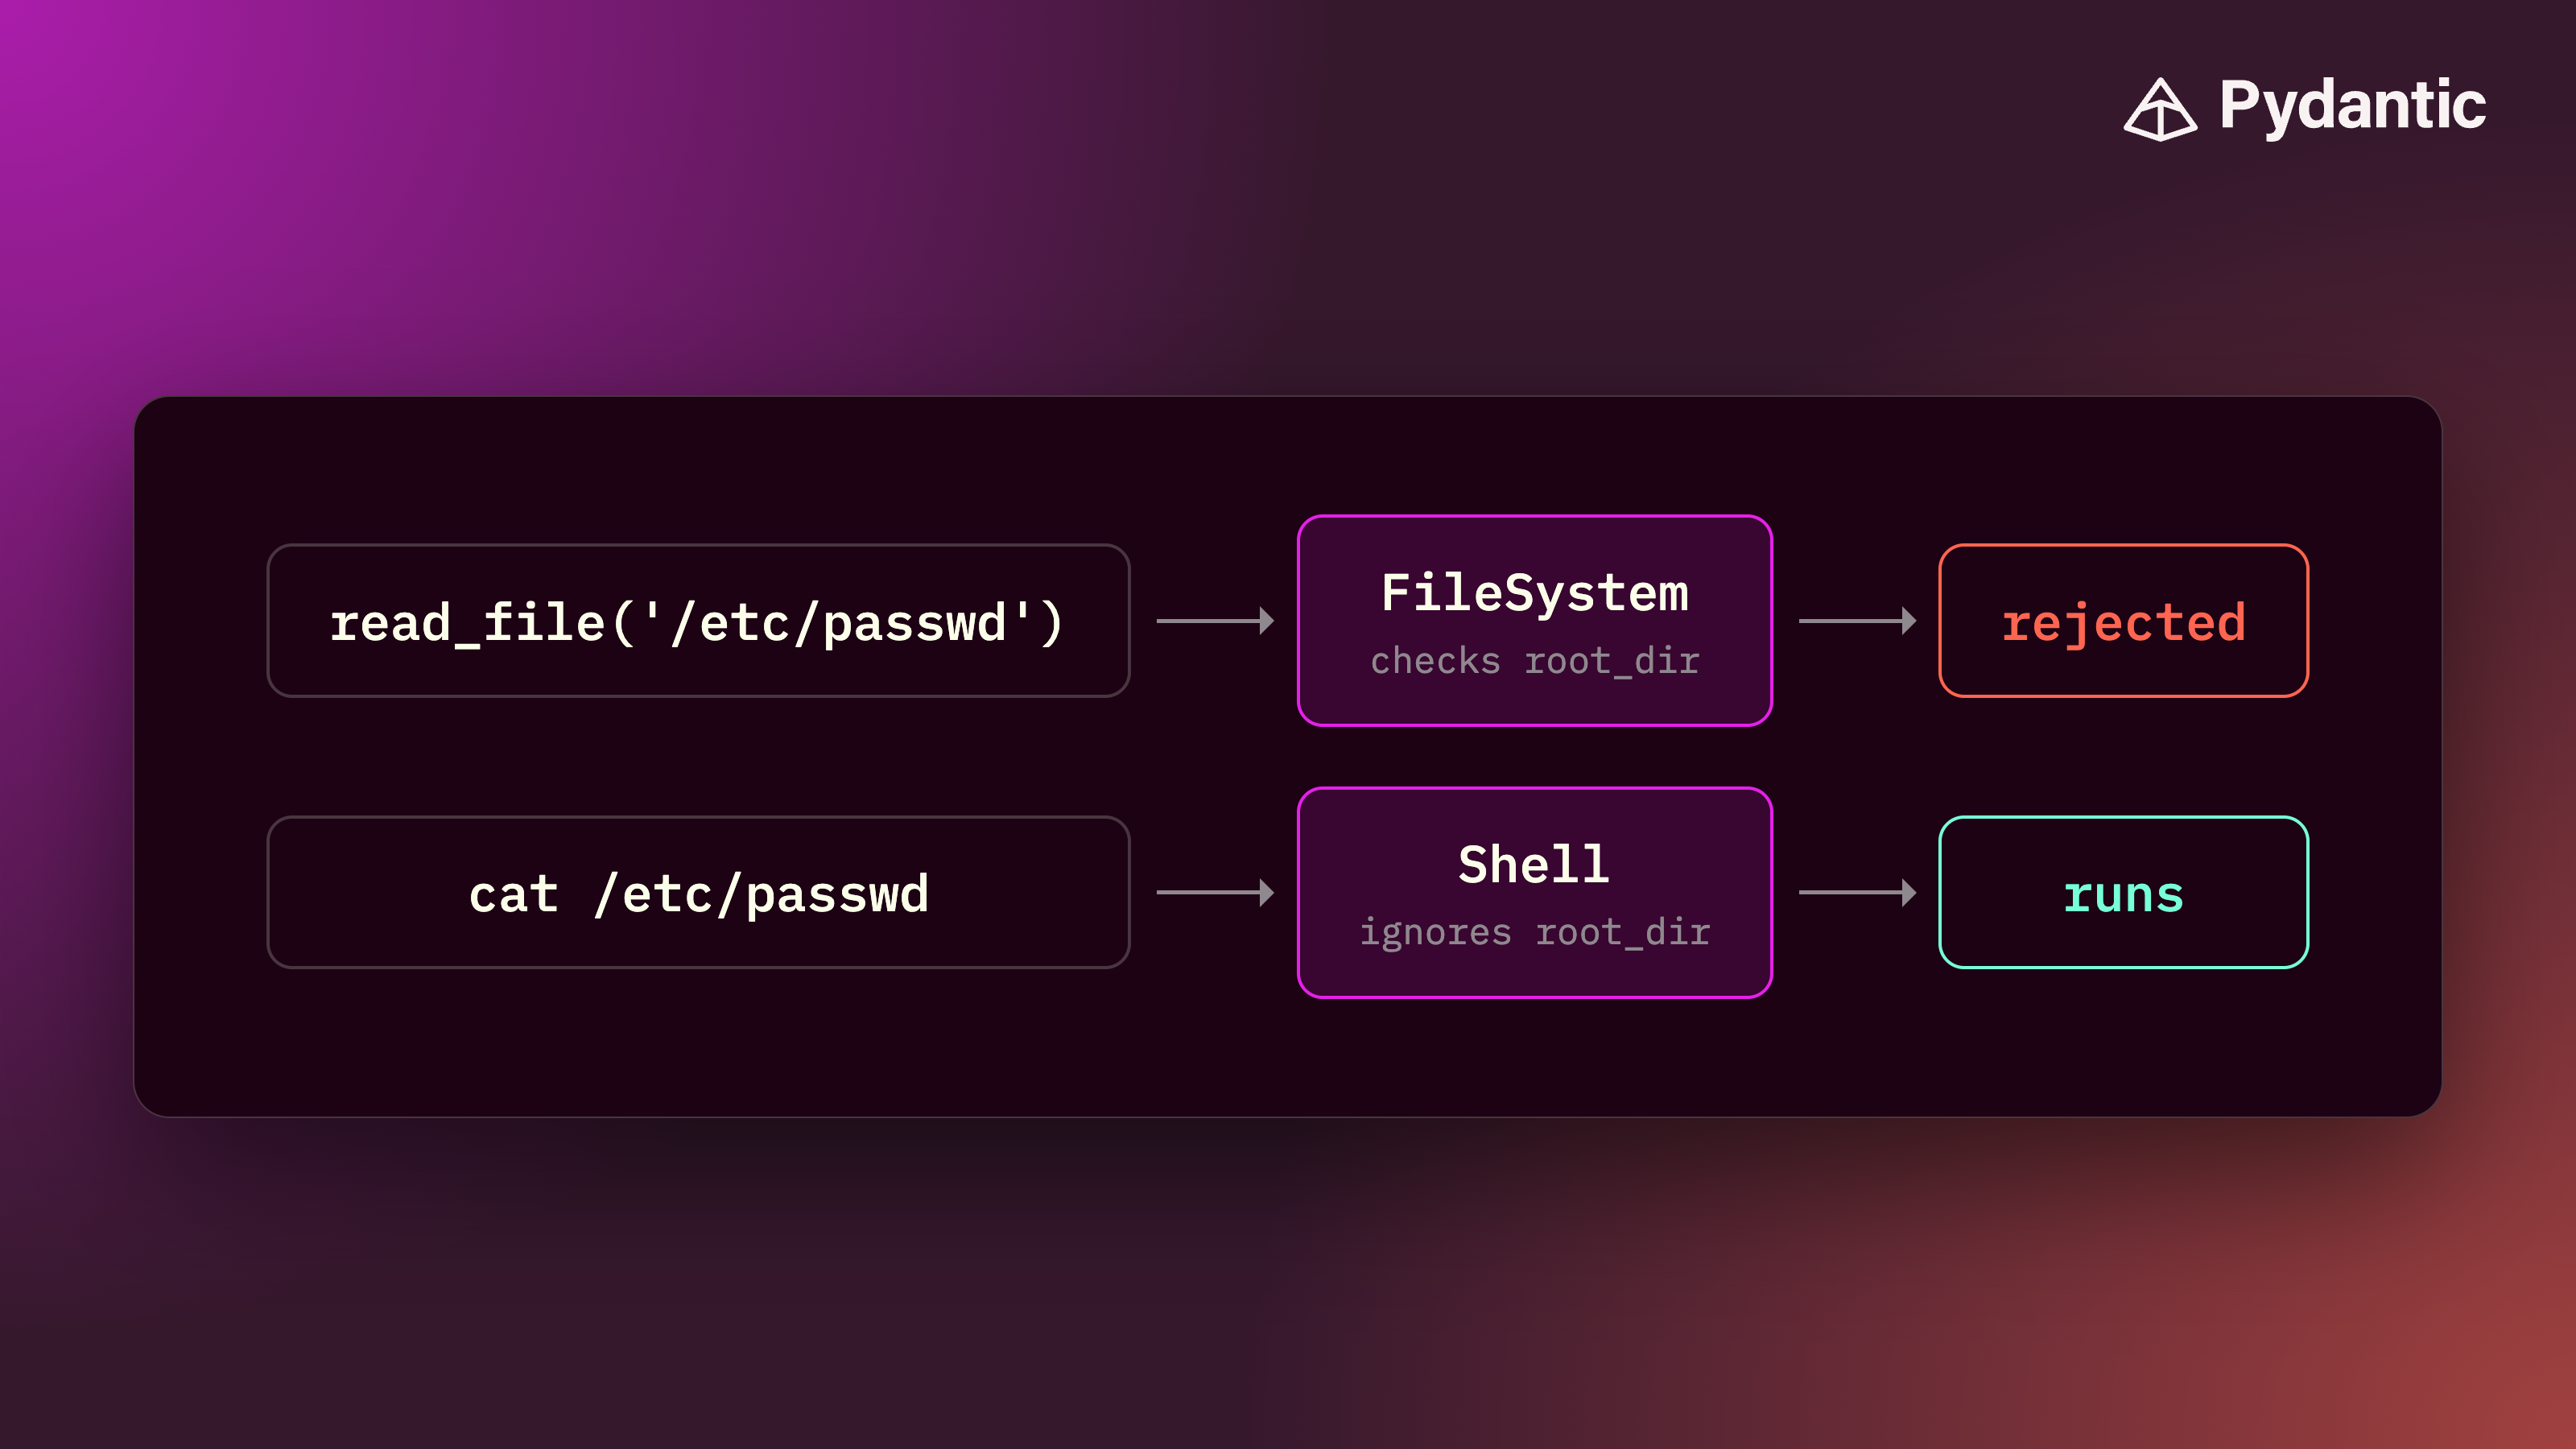 Pydantic
read_file('/etc/passwd')
FileSystem
checks root_dir
rejected
cat /etc/passwd
Shell
ignores root_dir
runs